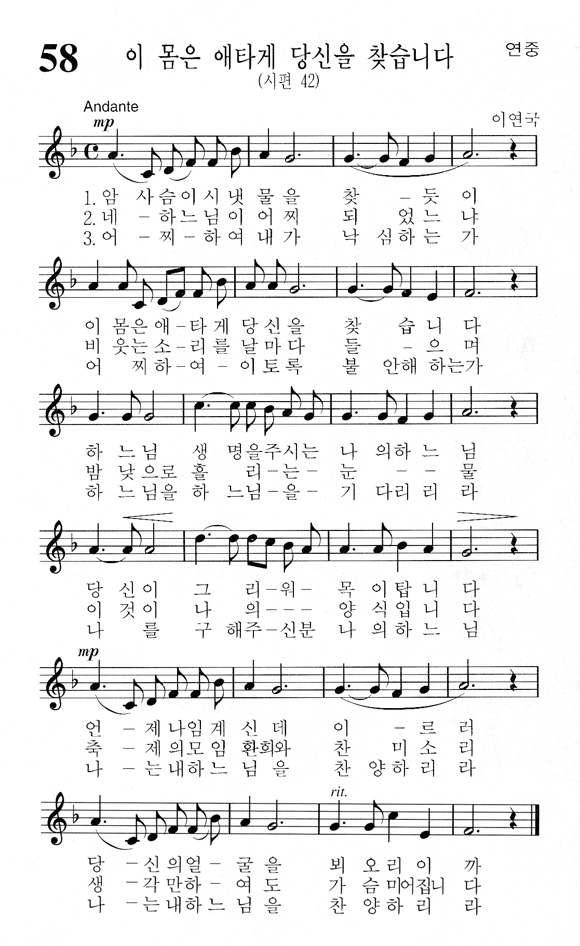 58 이 몸은 애타게 당신을 찾습니다 연중
(시편 42)
Andante
mp
이연국
1.암 사슴이시냇물을 찾 - 듯이
2.네 -하느님이어찌 되 었느냐
3.어 -찌-하여내가 낙심하는가
이 몸은애-타게당신을 찾 습니다
비웃는소-리를날마다 들 -으며
어 찌하-여-이토록 불 안해하는가
하느님 생 명을주시는 나 의하느님
밤낮으로흘 리-는- 눈 - - 물
하느님을하 느님-을- 기 다리리라
당신이 그 리-워- 목이탑니다
이것이 나 의--- 양식입니다
나 를 구 해주-신분 나의하느님
mp
언 -제나임계 신데 이 -르러
축 -제의모임 환희와 찬 미소리
나 -는내하느님을 찬 양하리라
rit.
당 -신의얼-굴을 뵈오리이까
생 -각만하-여도 가슴미어집니다
나 -는내하느님을 찬양하리라